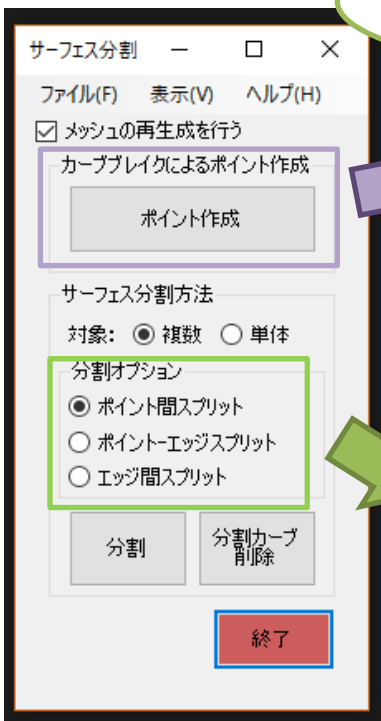 サーフェス分割
ファイル(F) 表示(V) ヘルプ(H)
メッシュの再生成を行う
カーブブレイクによるポイント作成
ポイント作成
サーフェス分割方法
対象: 複数 単体
分割オプション
ポイント間スプリット
ポイントーエッジスプリット
エッジ間スプリット
分割
分割カーブ
削除
終了